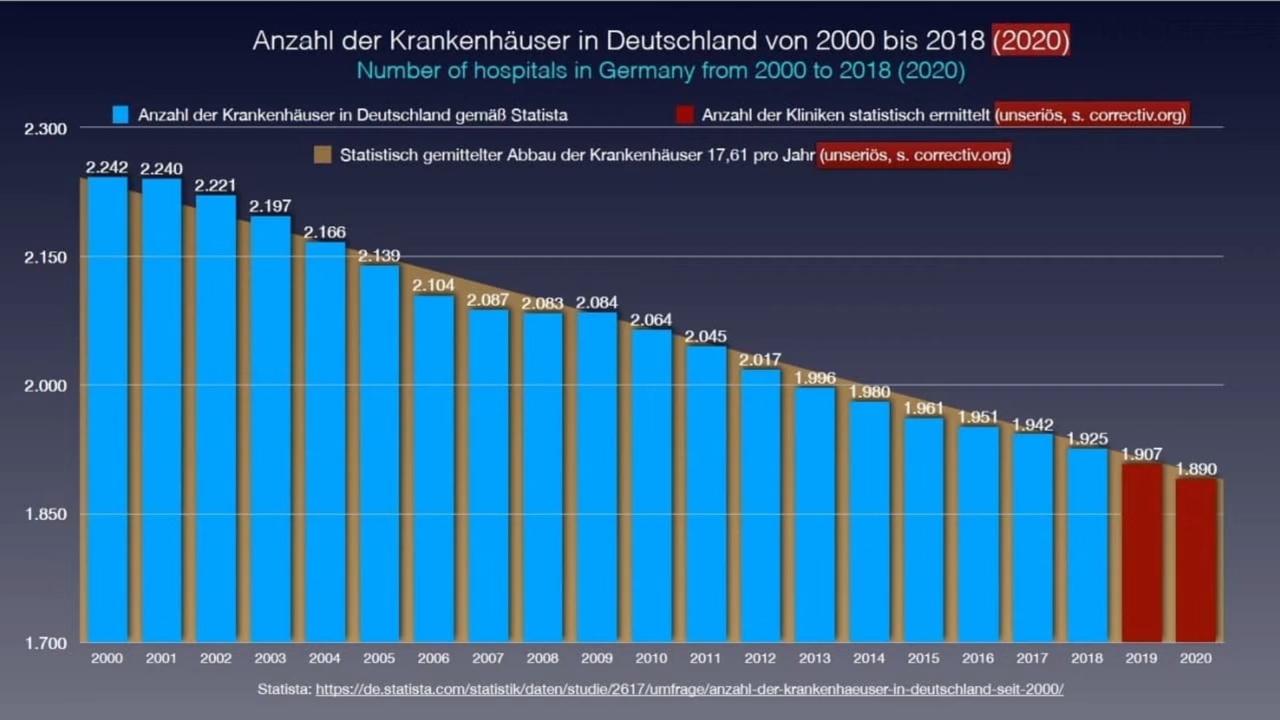 Anzahl der Krankenhäuser in Deutschland von 2000 bis 2018 (2020)
Number of hospitals in Germany from 2000 to 2018 (2020)
Anzahl der Krankenhäuser in Deutschland gemäß Statista
Anzahl der Kliniken statistisch ermittelt (unseriös, s. correctiv.org)
Statistisch gemittelter Abbau der Krankenhäuser 17,61 pro Jahr (unseriös, s. correctiv.org)
2.300
2.150
2.000
1.850
1.700
2.242 2.240 2.221 2.197 2.166 2.139 2.104 2.087 2.083 2.084 2.064 2.045 2.017 1.996 1.980 1.961 1.951 1.942 1.925 1.907 1.890
2000 2001 2002 2003 2004 2005 2006 2007 2008 2009 2010 2011 2012 2013 2014 2015 2016 2017 2018 2019 2020
Statista: https://de.statista.com/statistik/daten/studie/2617/umfrage/anzahl-der-krankenhaeuser-in-deutschland-seit-2000/